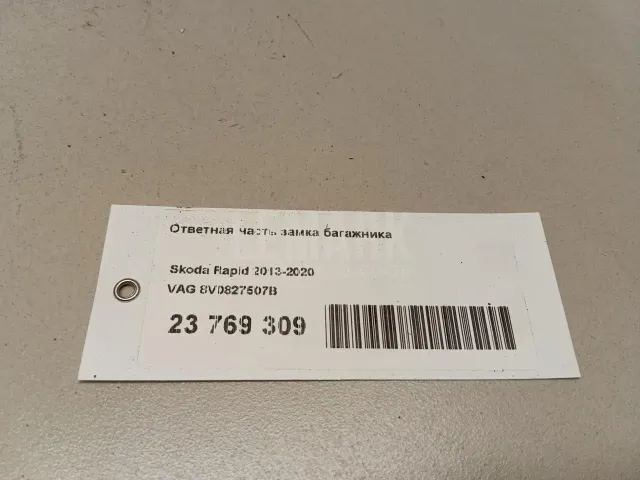 Ответная часть замка багажника
Skoda Rapid 2013-2020
VAG 8V0827507B
23 769 309